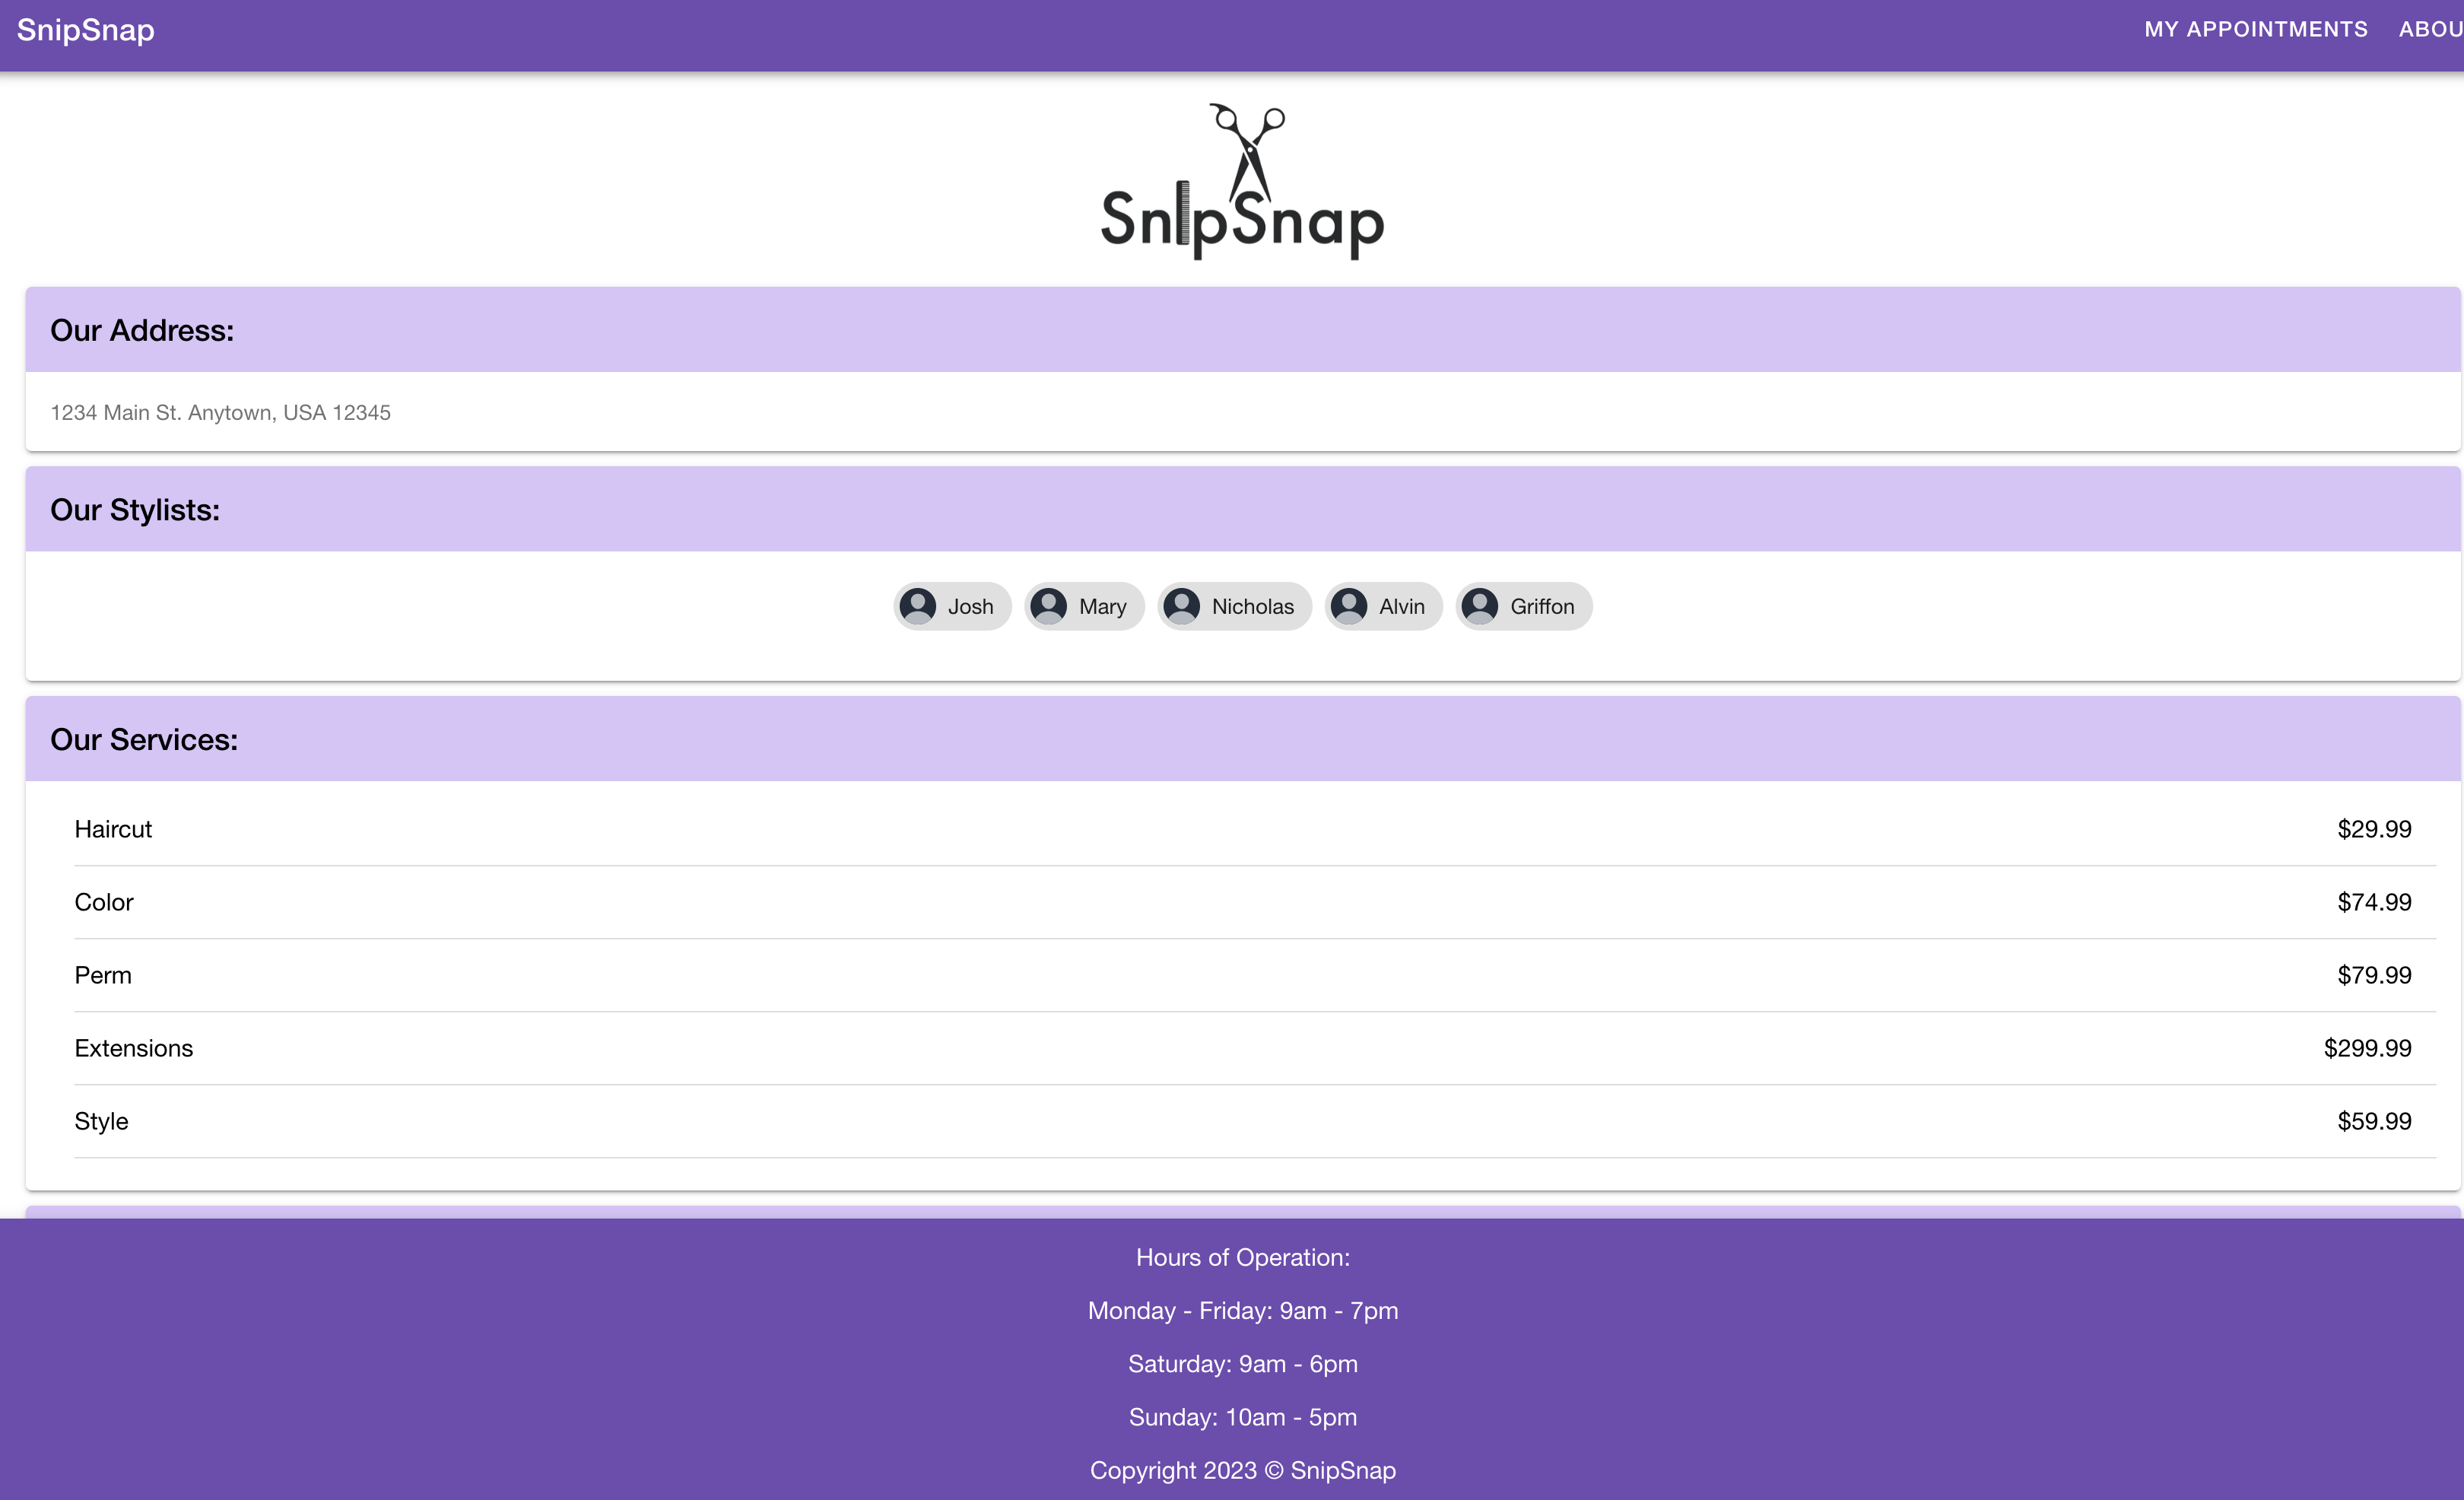 SnipSnap
MY APPOINTMENTS
ABOU
SnipSnap
Our Address:
1234 Main St. Anytown, USA 12345
Our Stylists:
Josh
Mary
Nicholas
Alvin
Griffon
Our Services:
Haircut $29.99
Color $74.99
Perm $79.99
Extensions $299.99
Style $59.99
Hours of Operation:
Monday - Friday: 9am - 7pm
Saturday: 9am - 6pm
Sunday: 10am - 5pm
Copyright 2023 © SnipSnap